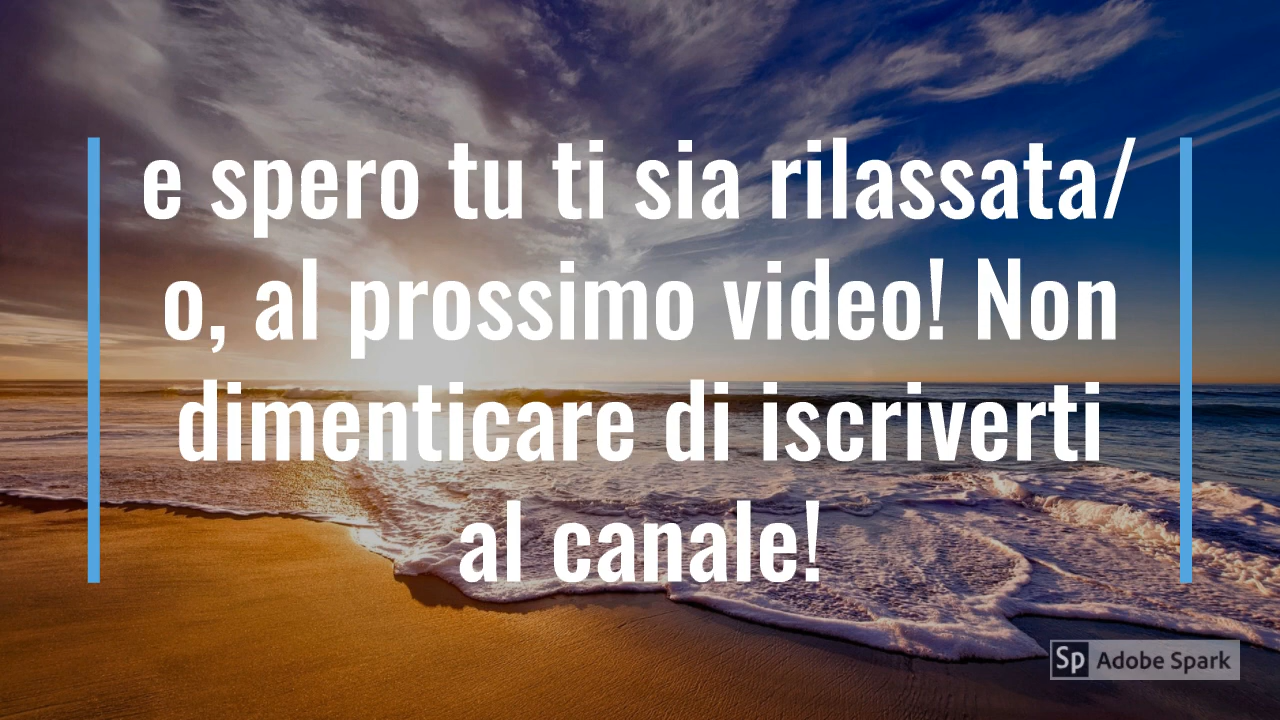 e spero tu ti sia rilassata/
o, al prossimo video! Non
dimenticare di iscriverti
al canale!
Sp Adobe Spark